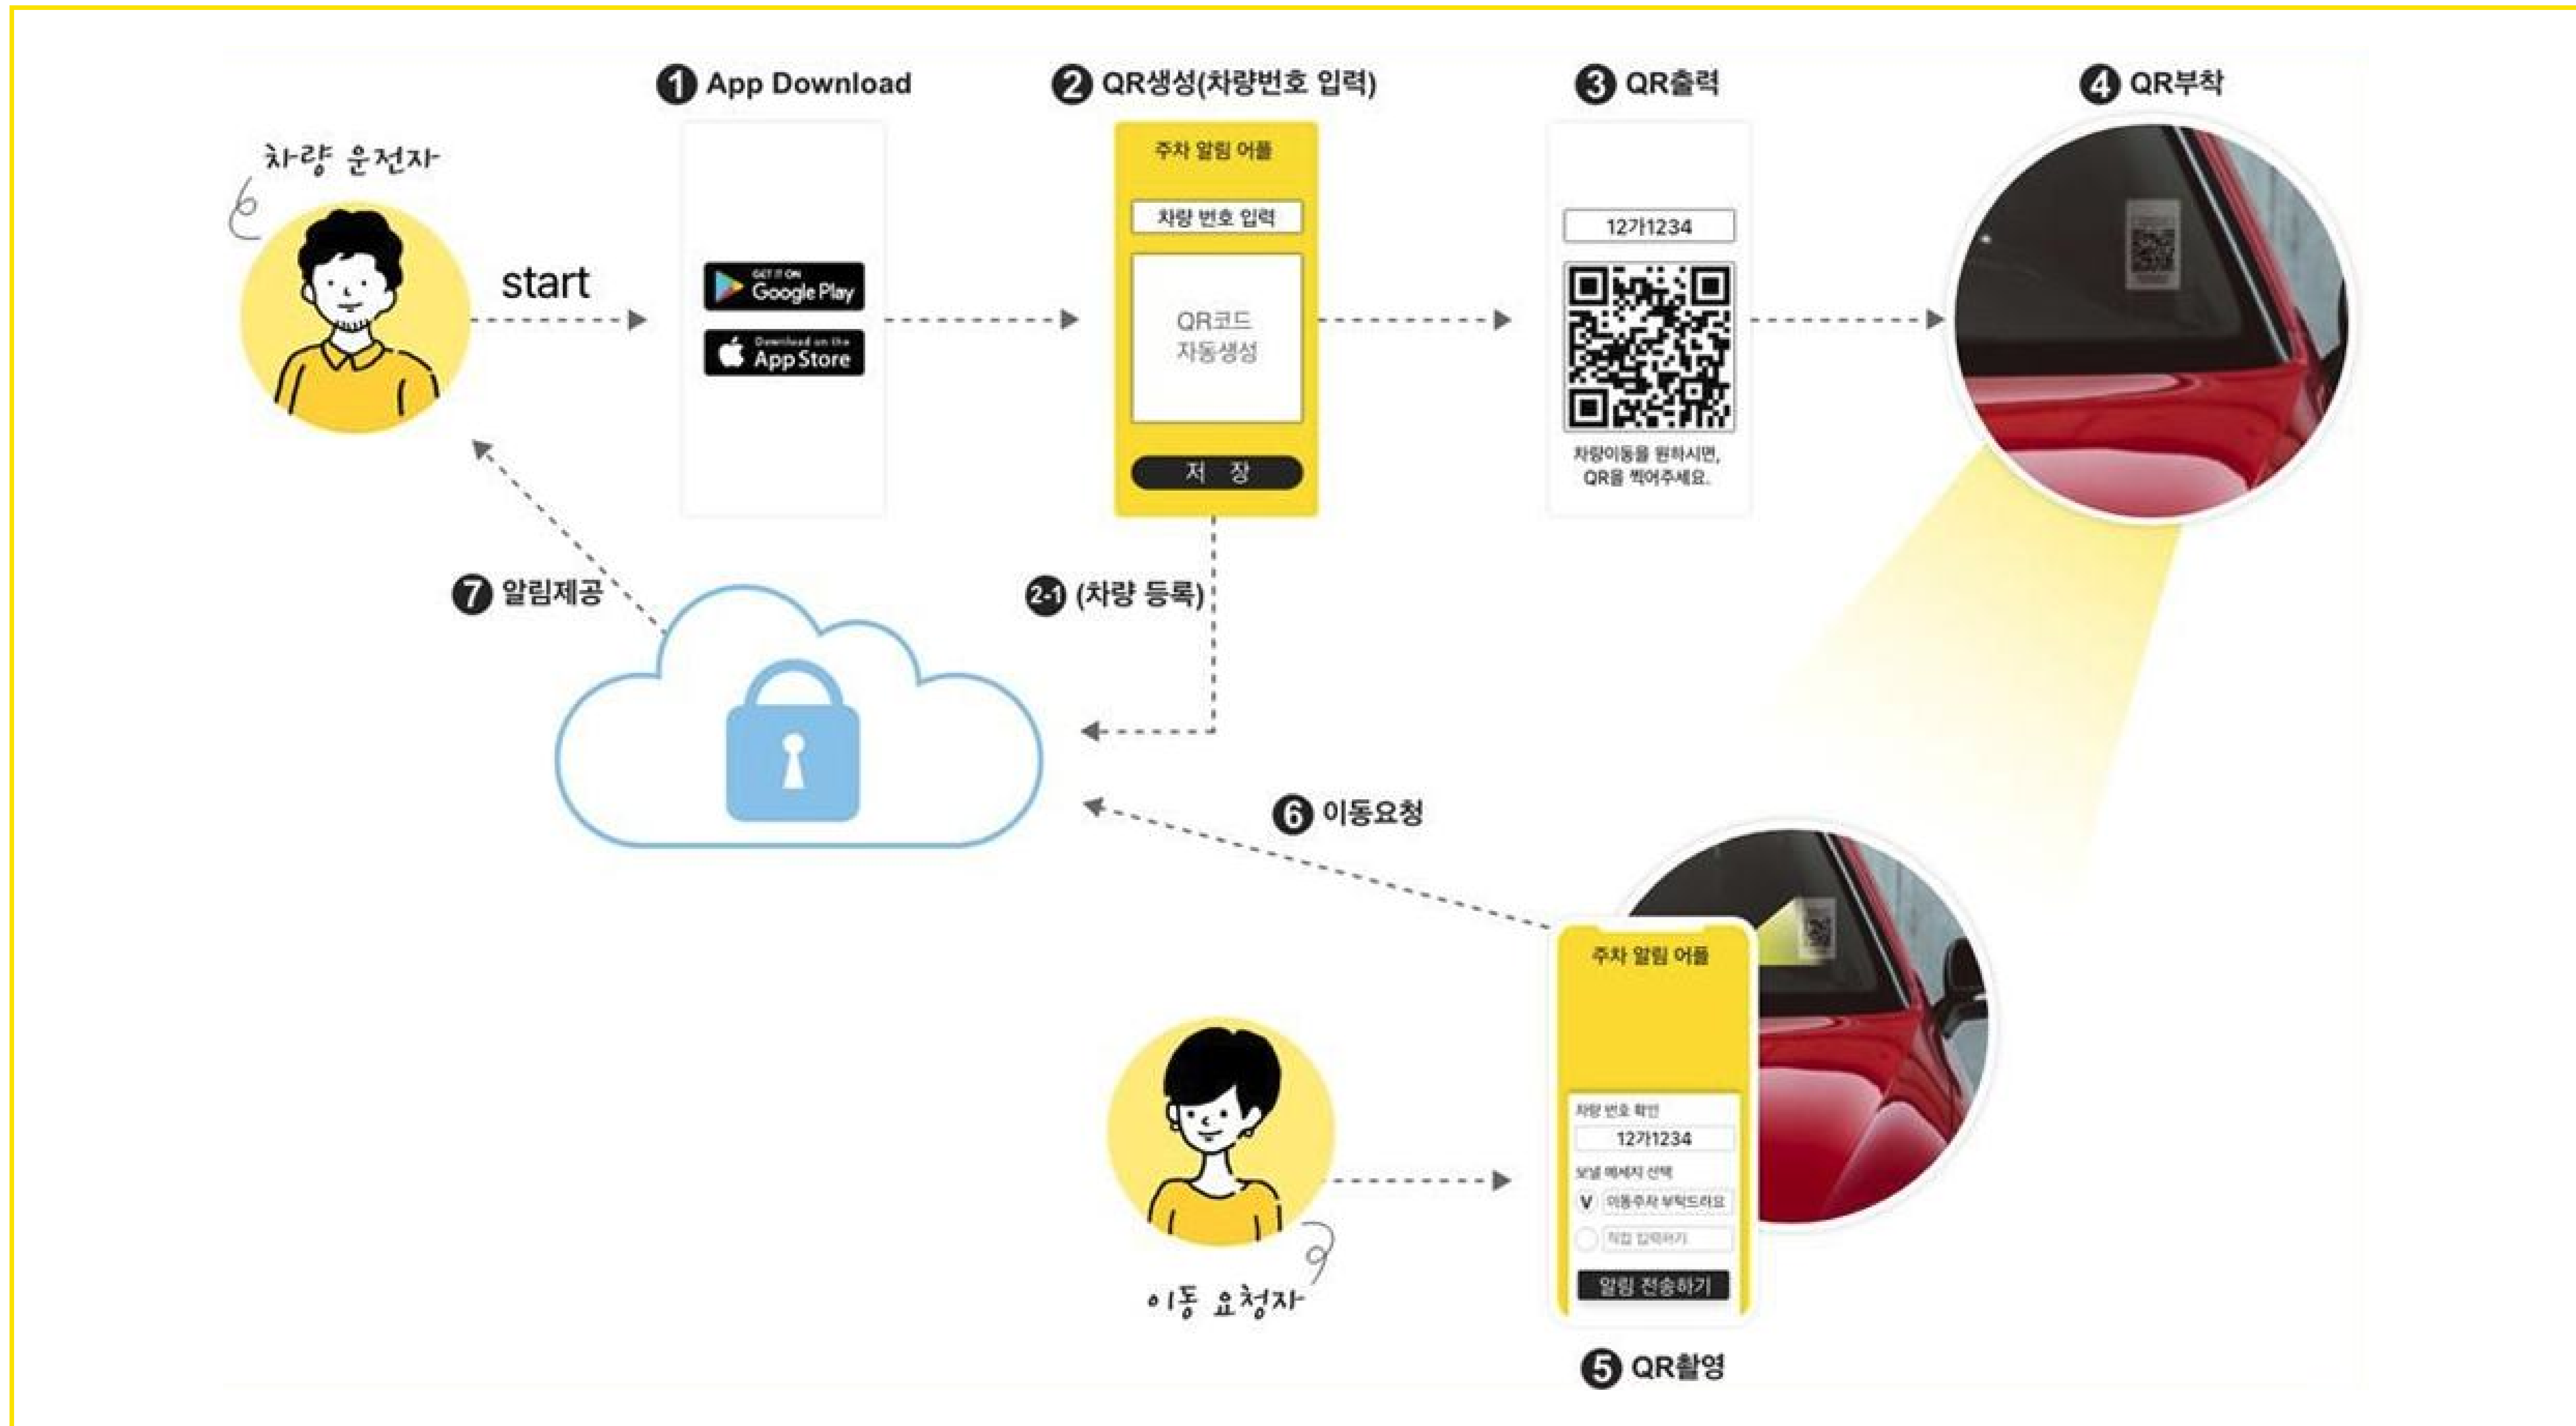 ❶ App Download
❷ QR생성(차량번호 입력)
❸ QR출력
❹ QR부착
차량 운전자
start
GET IT ON
Google Play
Download on the
App Store
주차 알림 어플
차량 번호 입력
QR코드
자동생성
저 장
12가1234
차량이동을 원하시면,
QR을 찍어주세요.
❼ 알림제공
2-1 (차량 등록)
❻ 이동요청
주차 알림 어플
차량 번호 확인
12가1234
보낼 메세지 선택
V 이동주차 부탁드려요
직접 입력하기
알림 전송하기
이동 요청자
❺ QR촬영